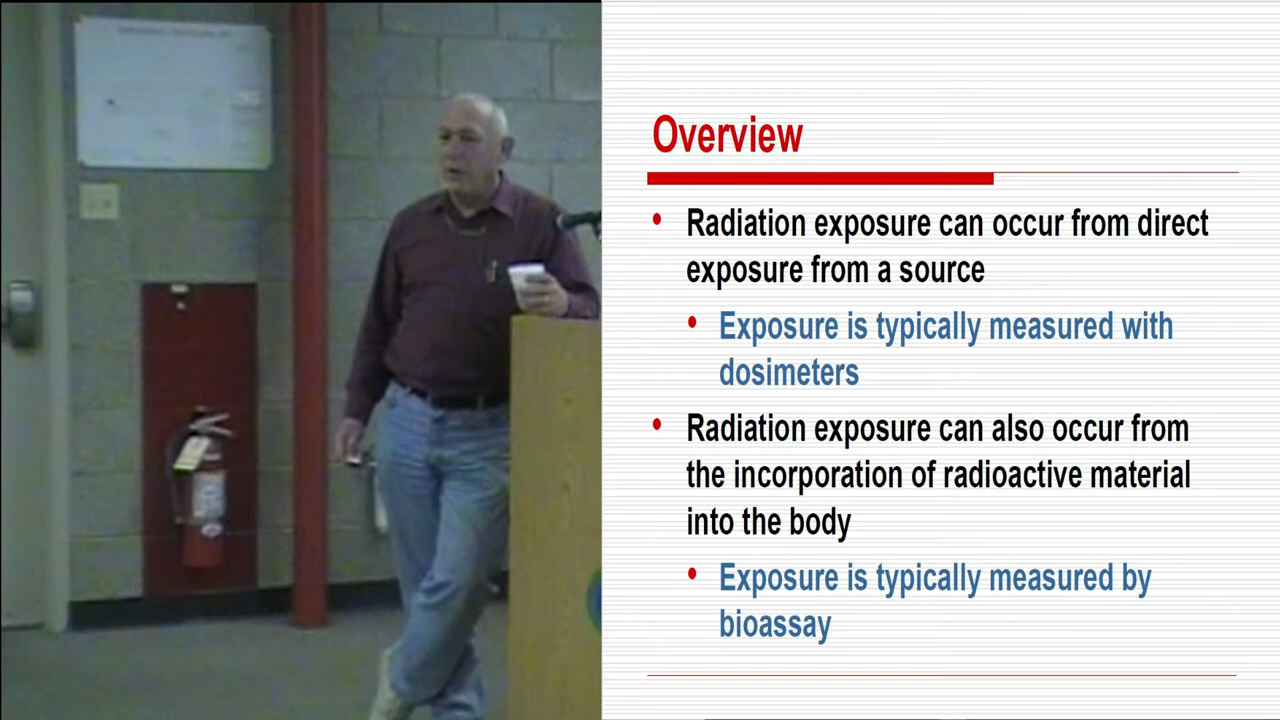 Overview
Radiation exposure can occur from direct
exposure from a source
Exposure is typically measured with
dosimeters
Radiation exposure can also occur from
the incorporation of radioactive material
into the body
Exposure is typically measured by
bioassay